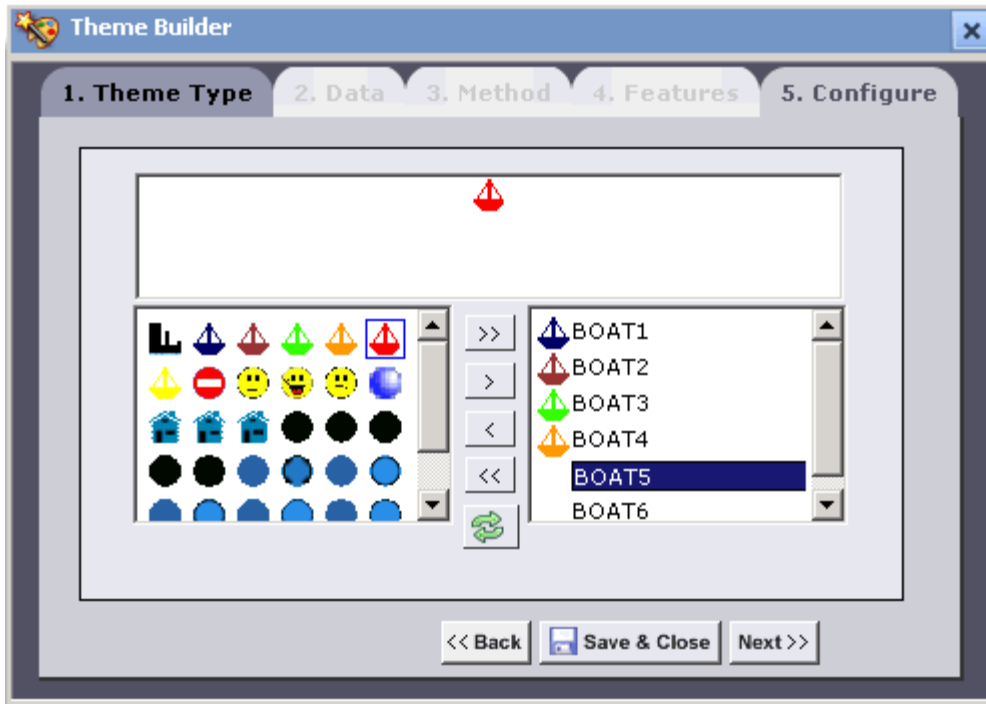 Theme Builder
1. Theme Type 2. Data 3. Method 4. Features 5. Configure
>>
>
<
<<
BOAT1
BOAT2
BOAT3
BOAT4
BOAT5
BOAT6
<< Back Save & Close Next >>